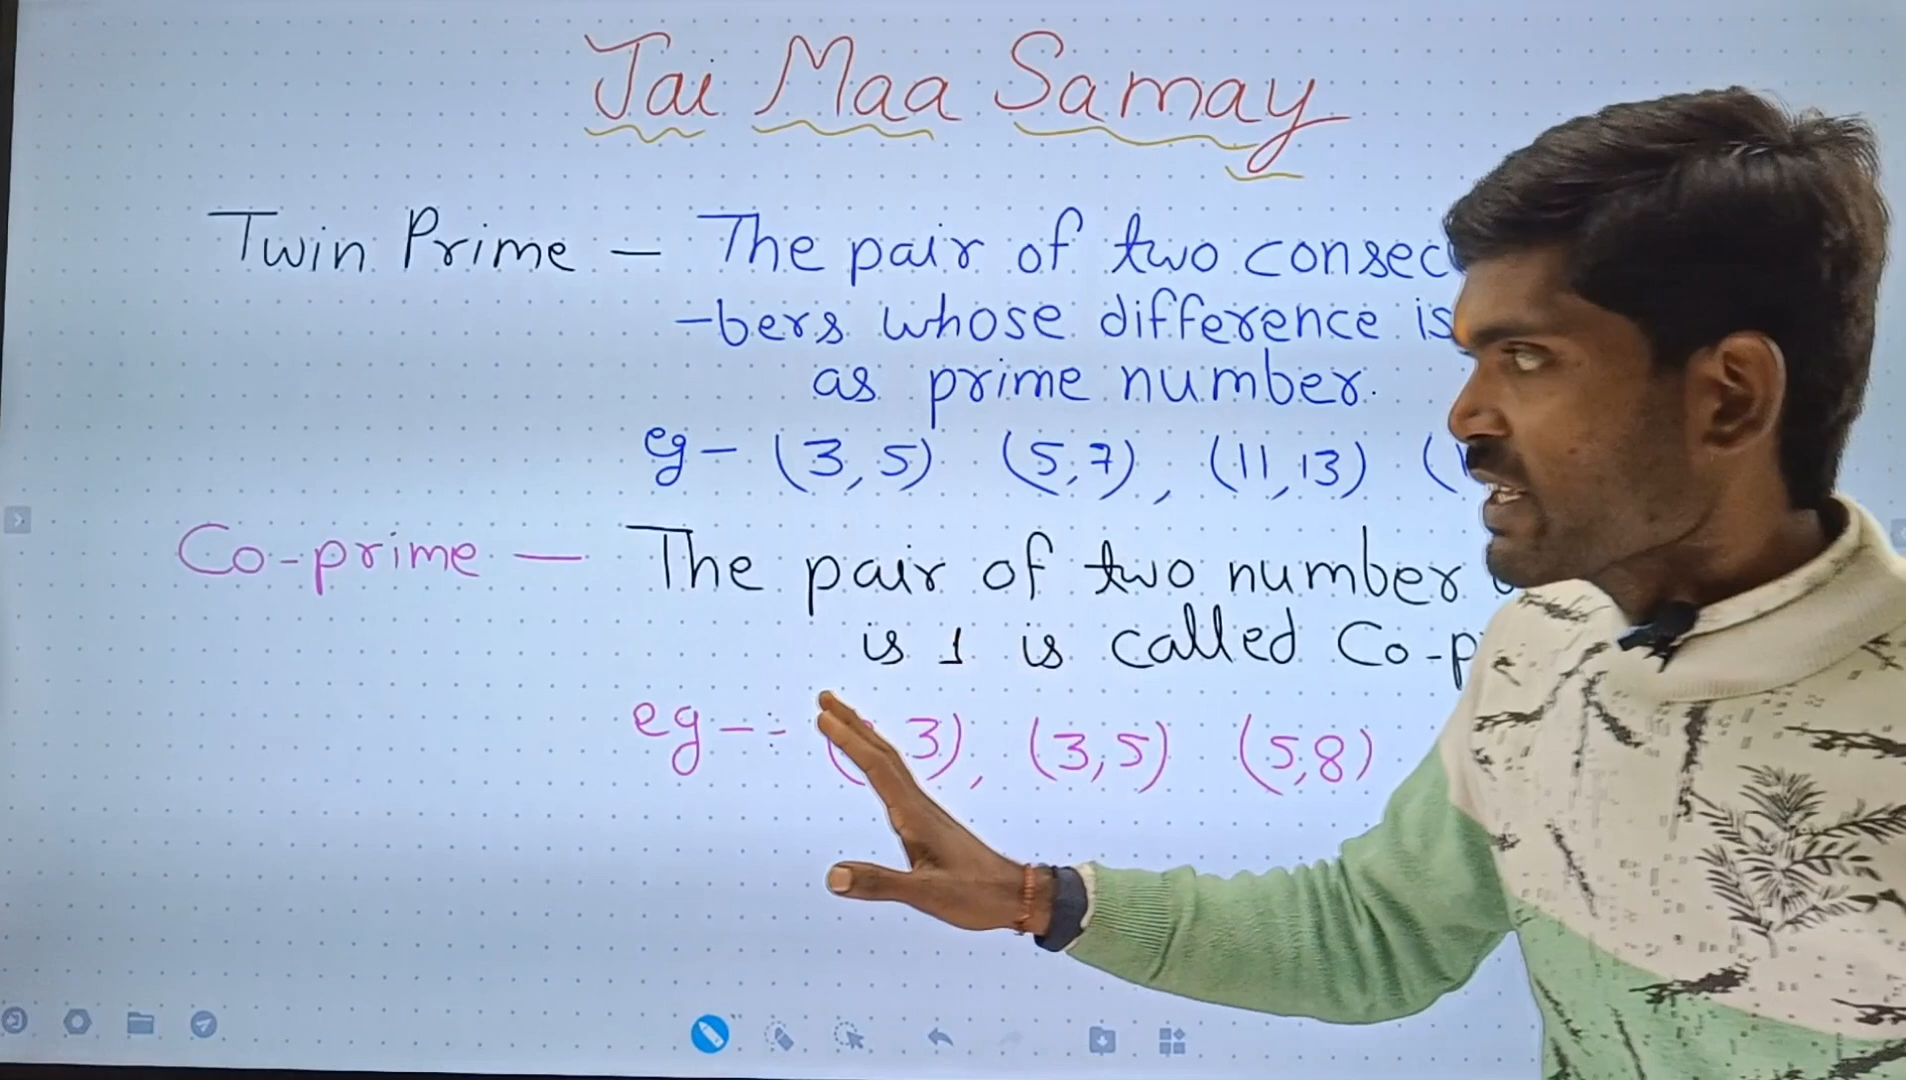 Jai Maa Samay
Twin Prime - The pair of two
-bers whose difference is
as prime number.
eg- (3,5) (5,7), (11,13)
Co-prime - The pair of two number
is 1 is called
eg-- 3), (3,5) (5,8)